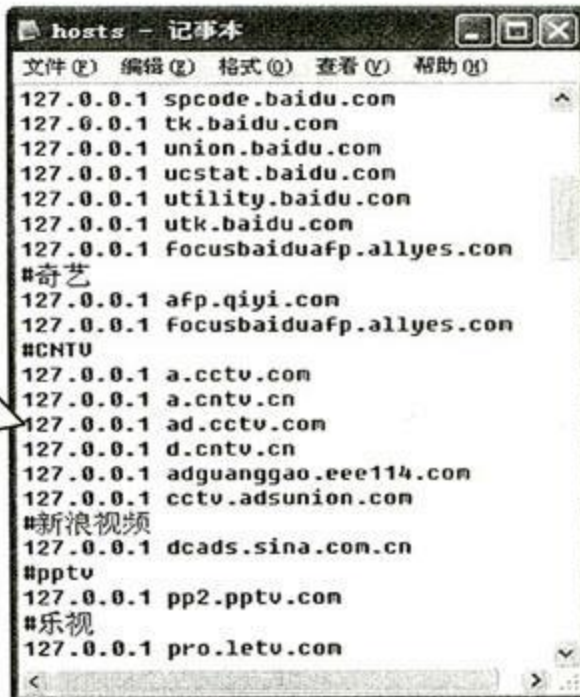 hosts - 记事本
文件(F) 编辑(E) 格式(O) 查看(V) 帮助(H)
127.0.0.1 spcode.baidu.com
127.0.0.1 tk.baidu.com
127.0.0.1 union.baidu.com
127.0.0.1 ucstat.baidu.com
127.0.0.1 utility.baidu.com
127.0.0.1 utk.baidu.com
127.0.0.1 focusbaiduafp.allyes.com
#奇艺
127.0.0.1 afp.qiyi.com
127.0.0.1 focusbaiduafp.allyes.com
#CNTV
127.0.0.1 a.cctv.com
127.0.0.1 a.cntv.cn
127.0.0.1 ad.cctv.com
127.0.0.1 d.cntv.cn
127.0.0.1 adguanggao.eee114.com
127.0.0.1 cctv.adsunion.com
#新浪视频
127.0.0.1 dcads.sina.com.cn
#pptv
127.0.0.1 pp2.pptv.com
#乐视
127.0.0.1 pro.letv.com